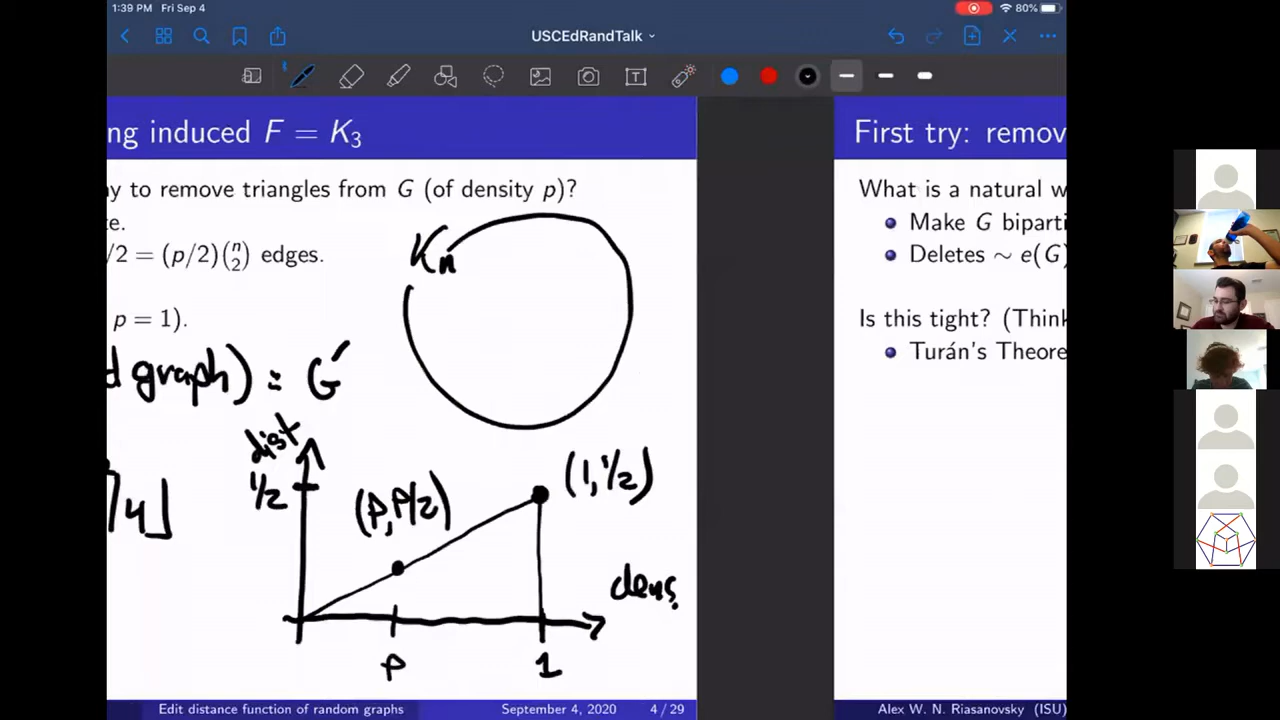 1:39 PM Fri Sep 4
80%
USCEdRandTalk
ng induced F = K₃
y to remove triangles from G (of density p)?
te.
/2 = (p/2)(n 2) edges.
p = 1).
d graph) = G'
Kn
dist
1/2
(p, p/2)
(1, 1/2)
/4⌋
dens.
p
1
Edit distance function of random graphs
September 4, 2020
4 / 29
First try: remov
What is a natural w
Make G biparti
Deletes ∼ e(G)
Is this tight? (Think
Turán's Theore
Alex W. N. Riasanovsky (ISU)